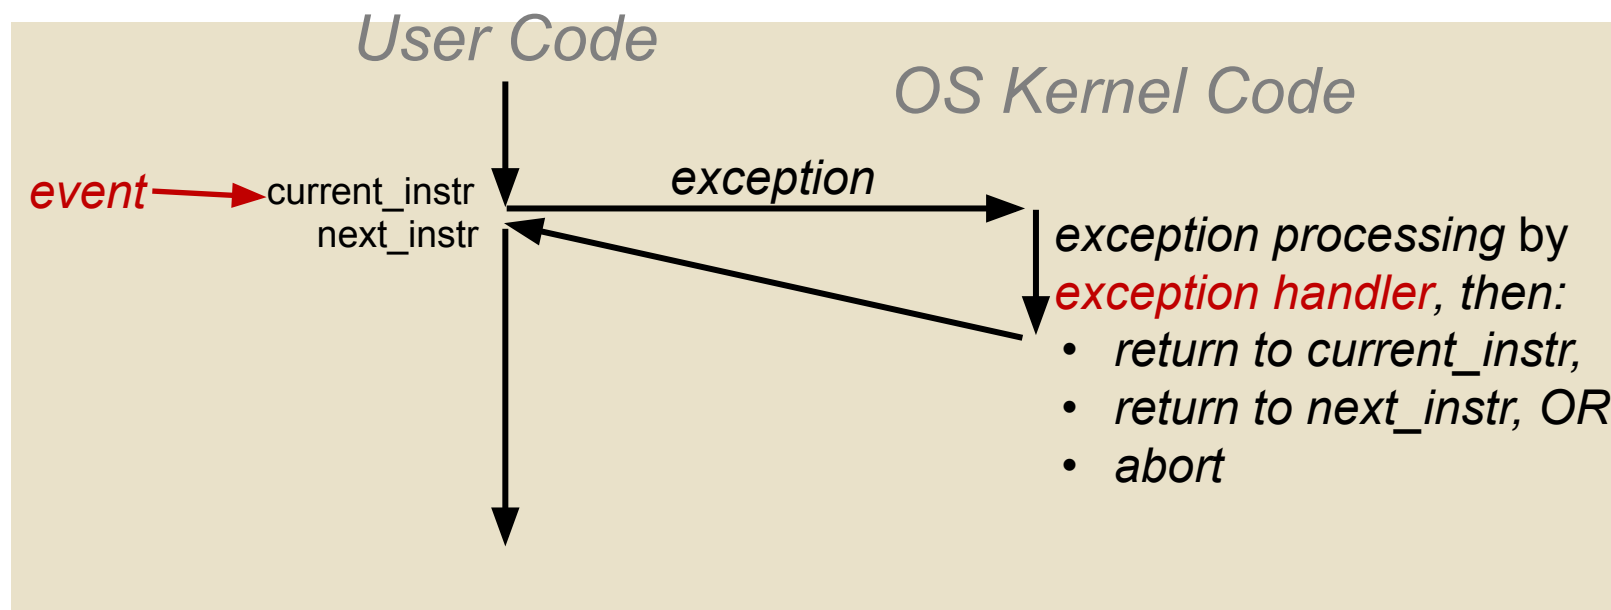 User Code
OS Kernel Code
event
current_instr
exception
next_instr
exception processing by
exception handler, then:
• return to current_instr,
• return to next_instr, OR
• abort